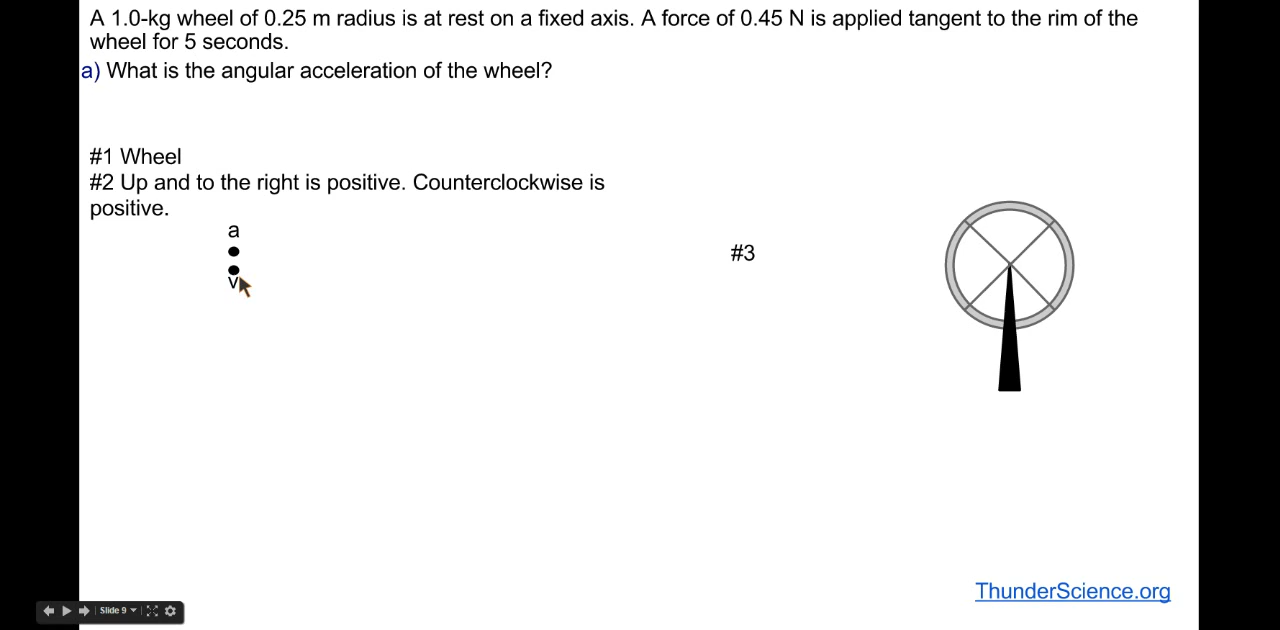 A 1.0-kg wheel of 0.25 m radius is at rest on a fixed axis. A force of 0.45 N is applied tangent to the rim of the
wheel for 5 seconds.
a) What is the angular acceleration of the wheel?
#1 Wheel
#2 Up and to the right is positive. Counterclockwise is
positive.
a
#3
v
ThunderScience.org
Slide 9